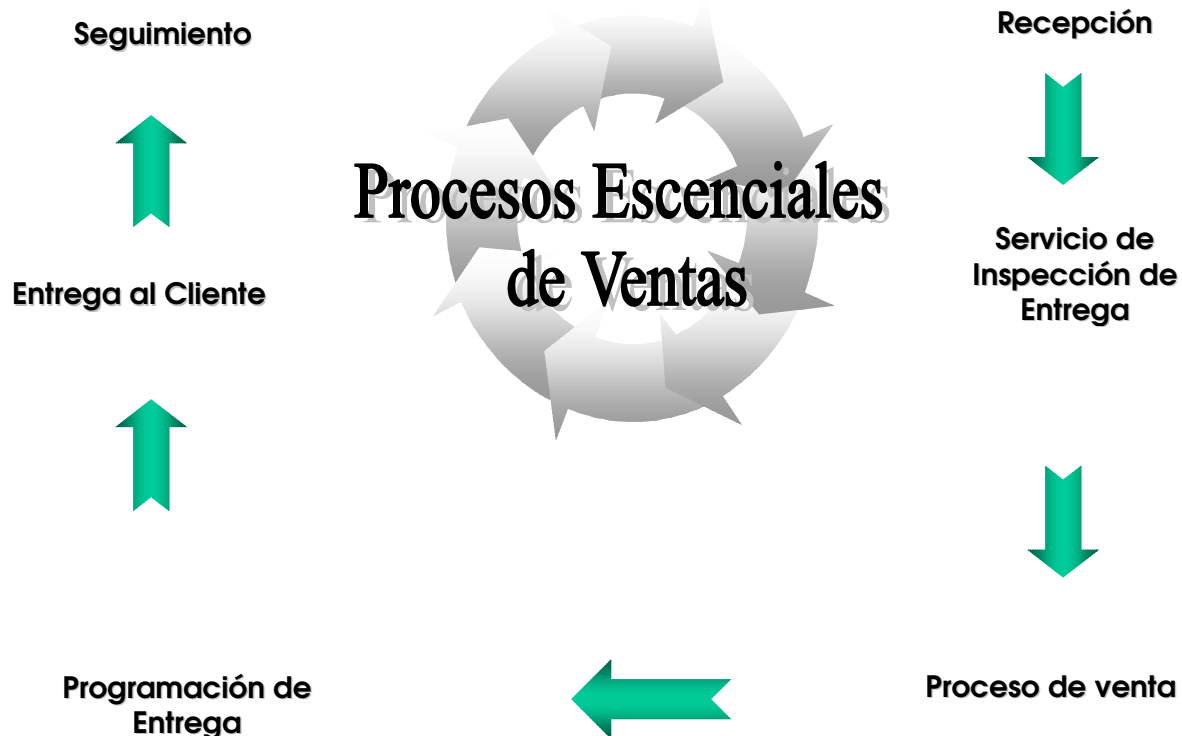 Seguimiento
Recepción
Procesos Escenciales
de Ventas
Servicio de
Inspección de
Entrega
Entrega al Cliente
Programación de
Entrega
Proceso de venta